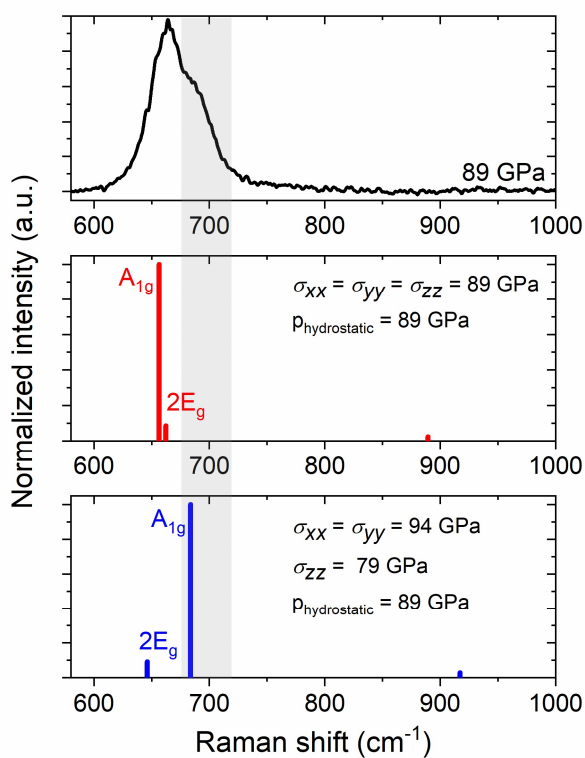 Normalized intensity (a.u.)
89 GPa
600 700 800 900 1000
A1g
σxx = σyy = σzz = 89 GPa
phydrostatic = 89 GPa
2Eg
600 700 800 900 1000
A1g
σxx = σyy = 94 GPa
σzz = 79 GPa
phydrostatic = 89 GPa
2Eg
600 700 800 900 1000
Raman shift (cm-1)